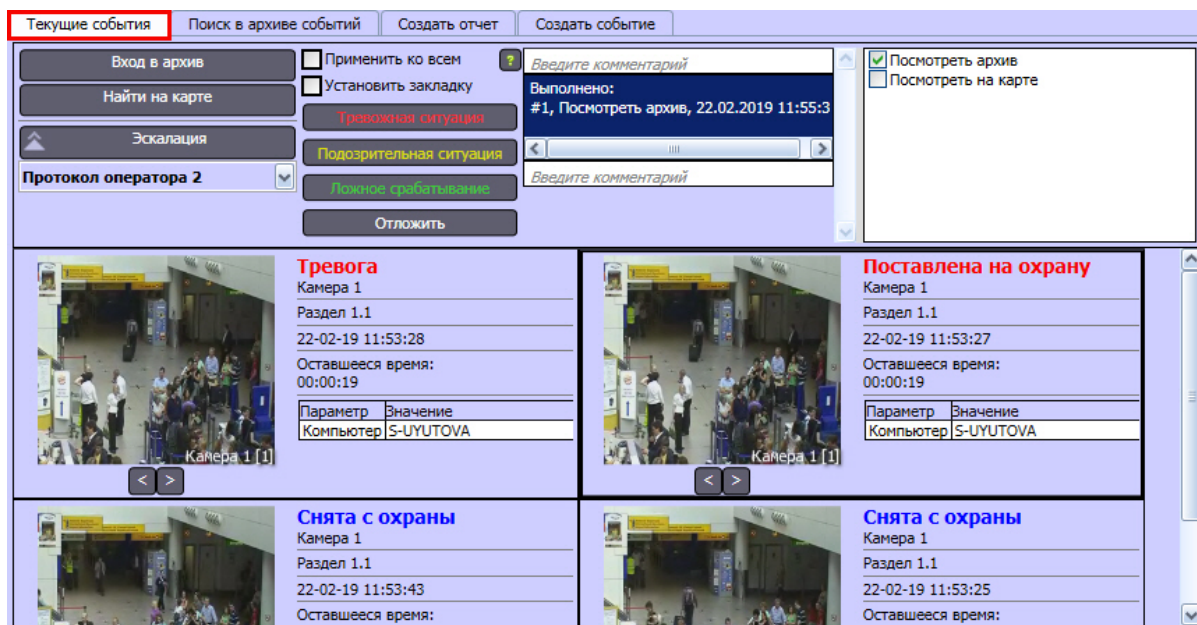 Текущие события
Поиск в архиве событий
Создать отчет
Создать событие
Вход в архив
Найти на карте
Эскалация
Протокол оператора 2
Применить ко всем
?
Установить закладку
Тревожная ситуация
Подозрительная ситуация
Ложное срабатывание
Отложить
Введите комментарий
Выполнено:
#1, Посмотреть архив, 22.02.2019 11:55:3
Введите комментарий
Посмотреть архив
Посмотреть на карте
Тревога
Камера 1
Раздел 1.1
22-02-19 11:53:28
Оставшееся время:
00:00:19
Параметр Значение
Компьютер S-UYUTOVA
Камера 1 [1]
< >
Поставлена на охрану
Камера 1
Раздел 1.1
22-02-19 11:53:27
Оставшееся время:
00:00:19
Параметр Значение
Компьютер S-UYUTOVA
Камера 1 [1]
< >
Снята с охраны
Камера 1
Раздел 1.1
22-02-19 11:53:43
Оставшееся время:
Снята с охраны
Камера 1
Раздел 1.1
22-02-19 11:53:25
Оставшееся время: